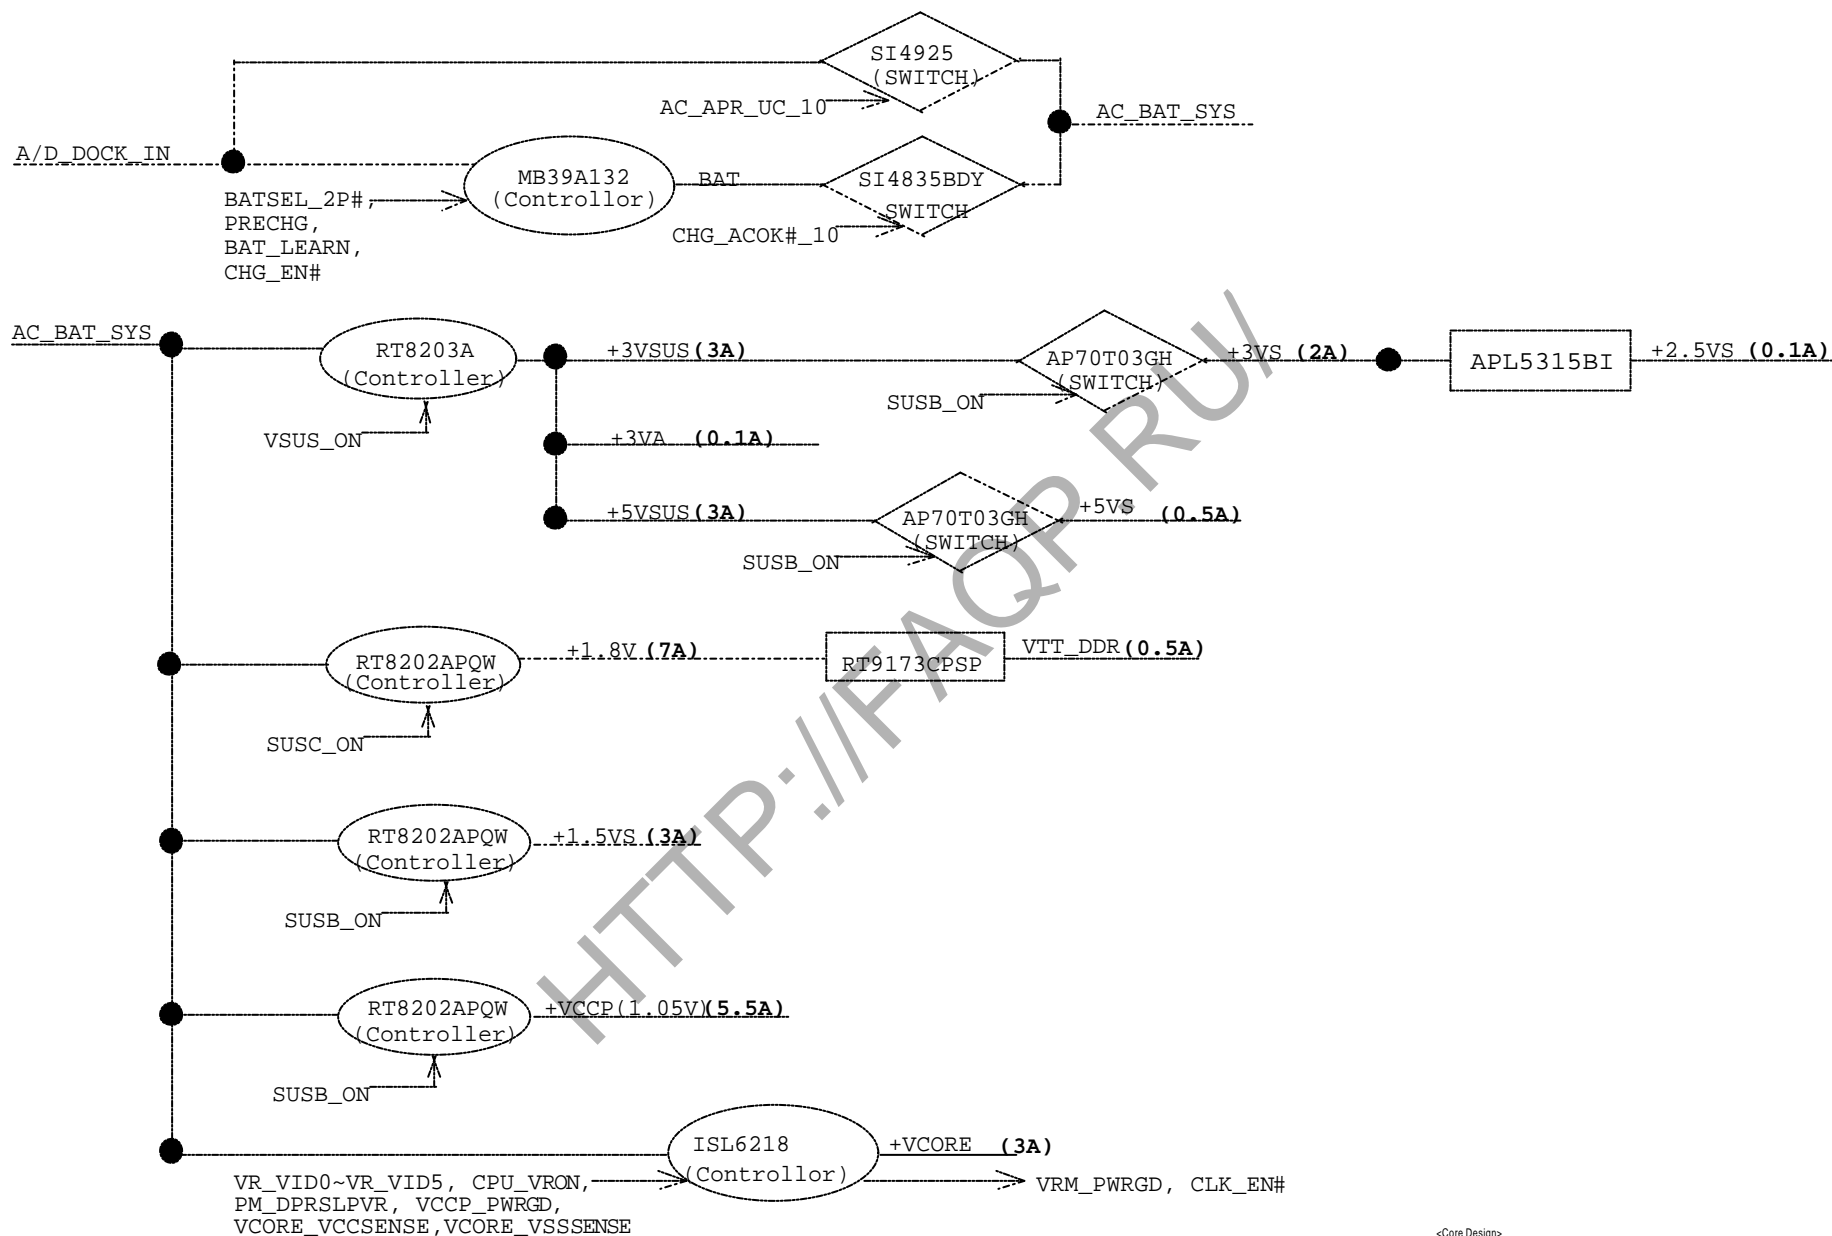 SI4925
(SWITCH)
AC_APR_UC_10
AC_BAT_SYS
A/D_DOCK_IN
MB39A132
(Controllor)
BAT
SI4835BDY
SWITCH
BATSEL_2P#,
PRECHG,
BAT_LEARN,
CHG_EN#
CHG_ACOK#_10
AC_BAT_SYS
RT8203A
(Controller)
+3VSUS (3A)
AP70T03GH
(SWITCH)
+3VS (2A)
APL5315BI
+2.5VS (0.1A)
SUSB_ON
VSUS_ON
+3VA (0.1A)
+5VSUS (3A)
AP70T03GH
(SWITCH)
+5VS (0.5A)
SUSB_ON
RT8202APQW
(Controller)
+1.8V (7A)
RT9173CPSP
VTT_DDR (0.5A)
SUSC_ON
RT8202APQW
(Controller)
+1.5VS (3A)
SUSB_ON
RT8202APQW
(Controller)
+VCCP(1.05V) (5.5A)
SUSB_ON
ISL6218
(Controllor)
+VCORE (3A)
VR_VID0~VR_VID5, CPU_VRON,
PM_DPRSLPVR, VCCP_PWRGD,
VCORE_VCCSENSE,VCORE_VSSSENSE
VRM_PWRGD, CLK_EN#
HTTP://FAQP.RU/
<Core Design>